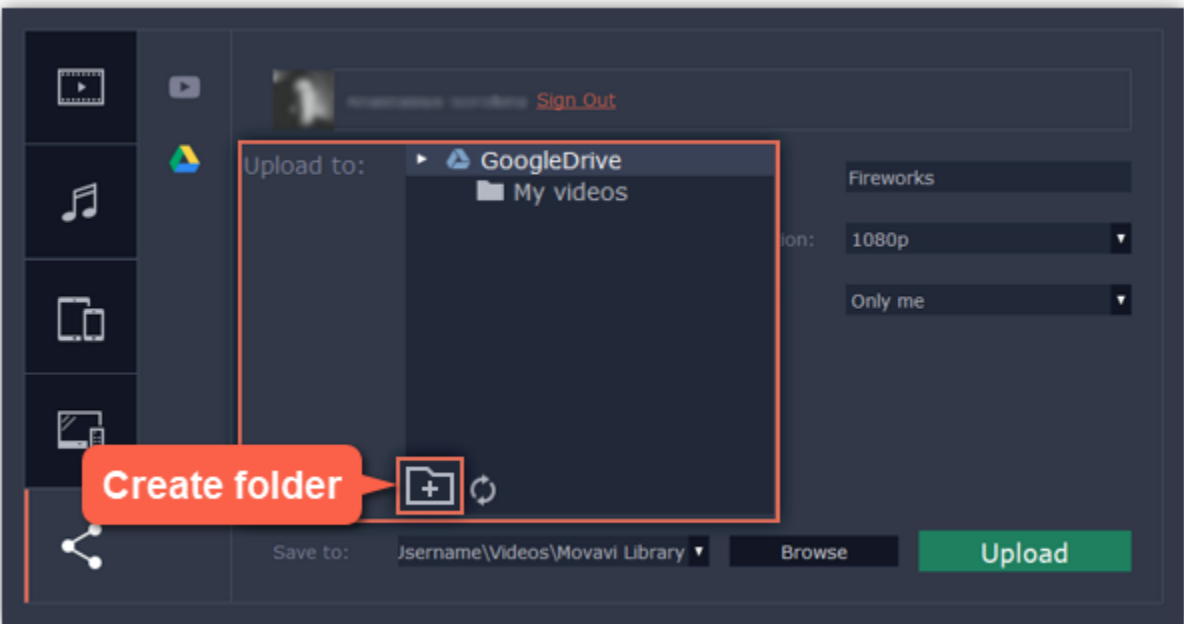 Sign Out
Upload to:
GoogleDrive
My videos
Fireworks
ion:
1080p
Only me
Create folder
Save to:
Jsername\Videos\Movavi Library
Browse
Upload